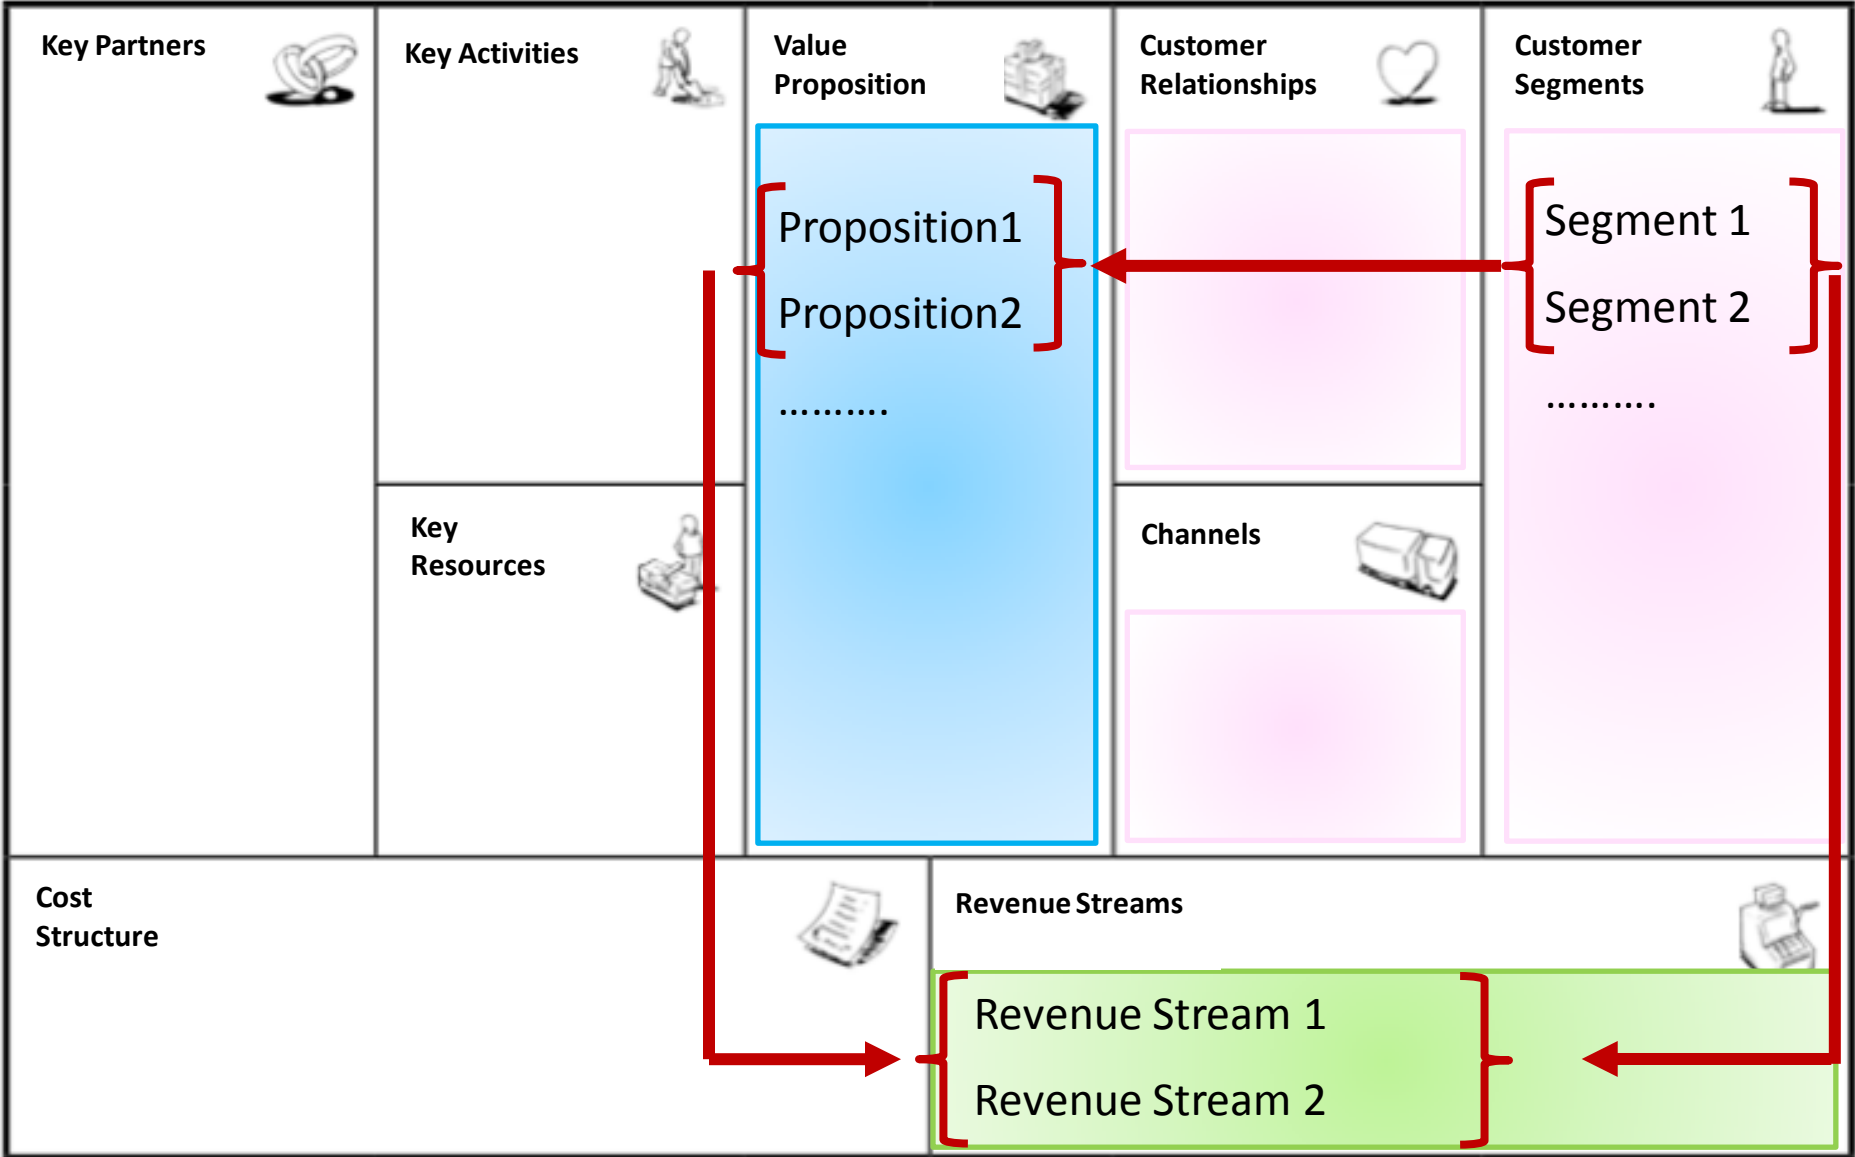 Key Partners
Key Activities
Value
Proposition
Customer
Relationships
Customer
Segments
Proposition1
Proposition2
……….
Segment 1
Segment 2
……….
Key
Resources
Channels
Cost
Structure
Revenue Streams
Revenue Stream 1
Revenue Stream 2